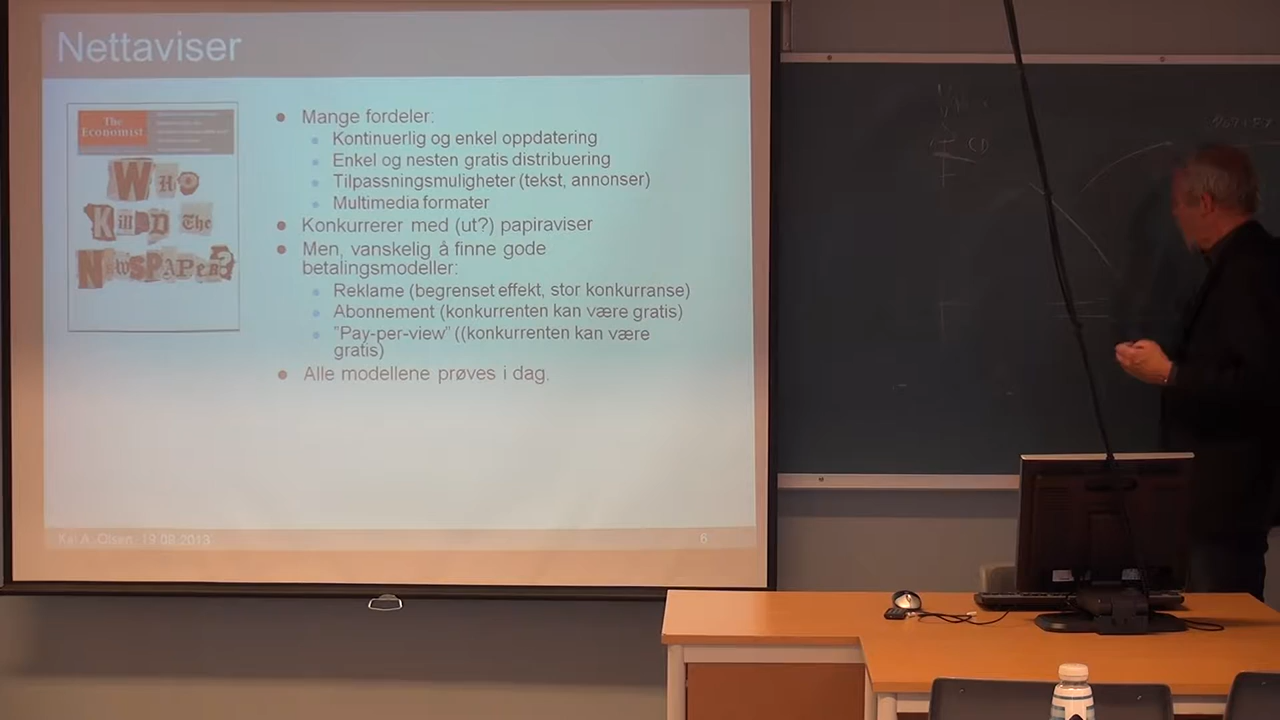 Nettaviser
The
Economist
Who
Killed The
Newspaper?
• Mange fordeler:
• Kontinuerlig og enkel oppdatering
• Enkel og nesten gratis distribuering
• Tilpassningsmuligheter (tekst, annonser)
• Multimedia formater
• Konkurrerer med (ut?) papiraviser
• Men, vanskelig å finne gode
betalingsmodeller:
• Reklame (begrenset effekt, stor konkurranse)
• Abonnement (konkurrenten kan være gratis)
• "Pay-per-view" ((konkurrenten kan være
gratis)
• Alle modellene prøves i dag.
Kai A. Olsen, 19.08.2013
6